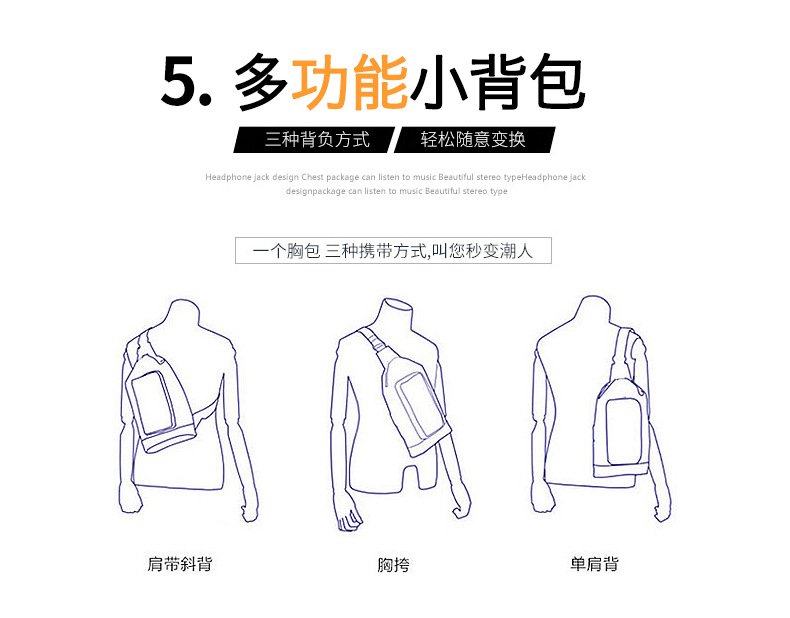 5. 多功能小背包
三种背负方式 轻松随意变换
Headphone jack design Chest package can listen to music Beautiful stereo typeHeadphone jack
designpackage can listen to music Beautiful stereo type
一个胸包 三种携带方式,叫您秒变潮人
肩带斜背 胸挎 单肩背